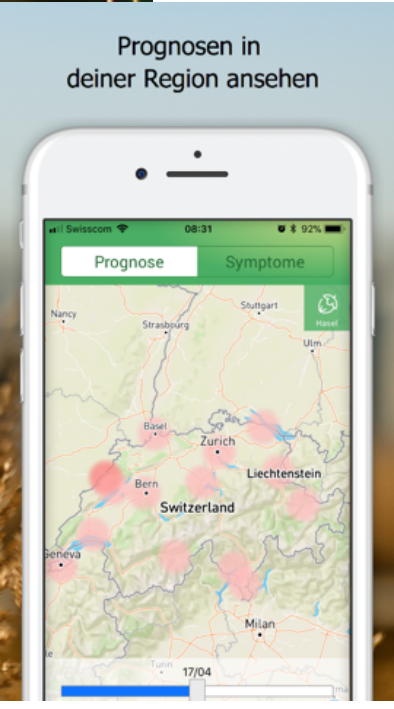 Prognosen in
deiner Region ansehen
Swisscom 08:31 92%
Prognose Symptome
Hasel
Nancy
Strasbourg
Stuttgart
Ulm
Basel
Zurich
Bern
Liechtenstein
Switzerland
Geneva
Milan
Turin
17/04